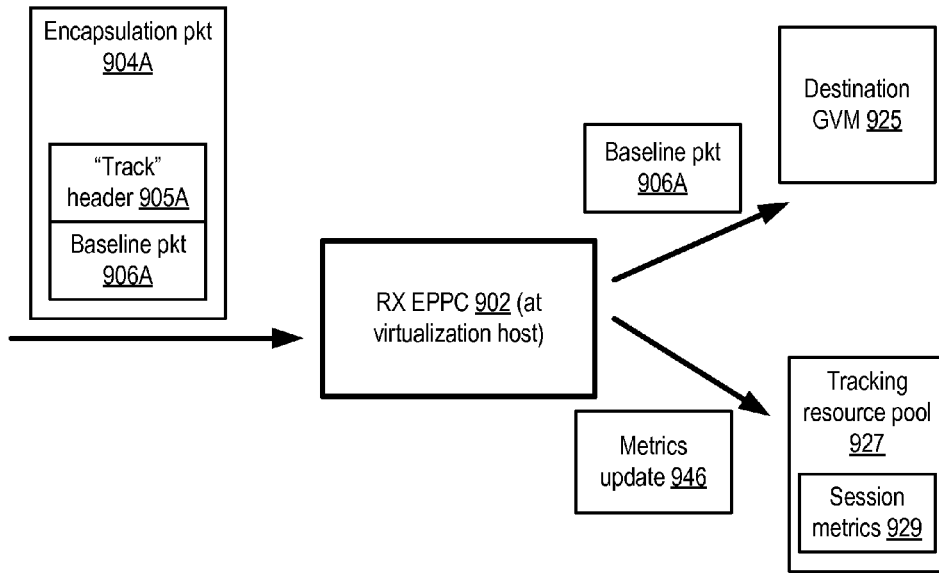 Encapsulation pkt
904A
“Track”
header 905A
Baseline pkt
906A
RX EPPC 902 (at
virtualization host)
Baseline pkt
906A
Destination
GVM 925
Metrics
update 946
Tracking
resource pool
927
Session
metrics 929